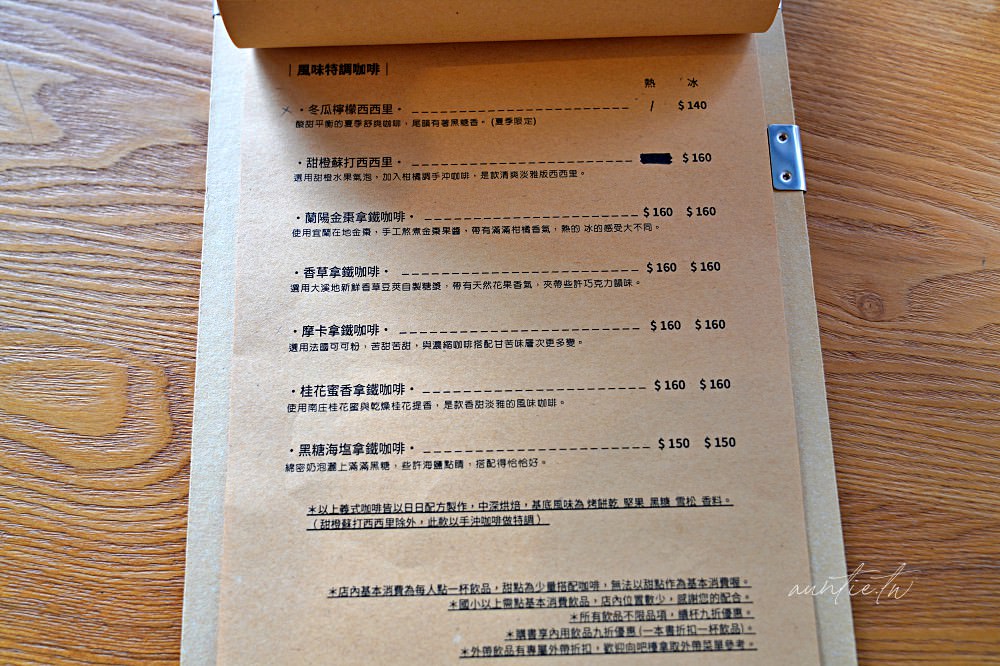 ｜風味特調咖啡｜
熱 冰
・冬瓜檸檬西西里・ / $140
酸甜平衡的夏季舒爽咖啡，尾韻有著黑糖香。(夏季限定)
・甜橙蘇打西西里・ $160
選用甜橙水果氣泡，加入柑橘調手沖咖啡，是款清爽淡雅版西西里。
・蘭陽金棗拿鐵咖啡・ $160 $160
使用宜蘭在地金棗，手工熬煮金棗果醬，帶有滿滿柑橘香氣，熱的 冰的感受大不同。
・香草拿鐵咖啡・ $160 $160
選用大溪地新鮮香草豆莢自製糖漿，帶有天然花果香氣，夾帶些許巧克力韻味。
・摩卡拿鐵咖啡・ $160 $160
選用法國可可粉，苦甜苦甜，與濃縮咖啡搭配甘苦味層次更多變。
・桂花蜜香拿鐵咖啡・ $160 $160
使用南庄桂花蜜與乾燥桂花提香，是款香甜淡雅的風味咖啡。
・黑糖海塩拿鐵咖啡・ $150 $150
綿密奶泡灑上滿滿黑糖，些許海鹽點睛，搭配得恰恰好。
＊以上義式咖啡皆以日日配方製作，中深烘焙，基底風味為 烤餅乾 堅果 黑糖 雪松 香料。
（甜橙蘇打西西里除外，此款以手沖咖啡做特調）
＊店內基本消費為每人點一杯飲品，甜點為少量搭配咖啡，無法以甜點作為基本消費喔。
＊國小以上需點基本消費飲品，店內位置數少，感謝您的配合。
＊所有飲品不限品項，續杯九折優惠。
＊購書享內用飲品九折優惠(一本書折扣一杯飲品)。
＊外帶飲品有專屬外帶折扣，歡迎向吧檯拿取外帶菜單參考。
auntie.tw